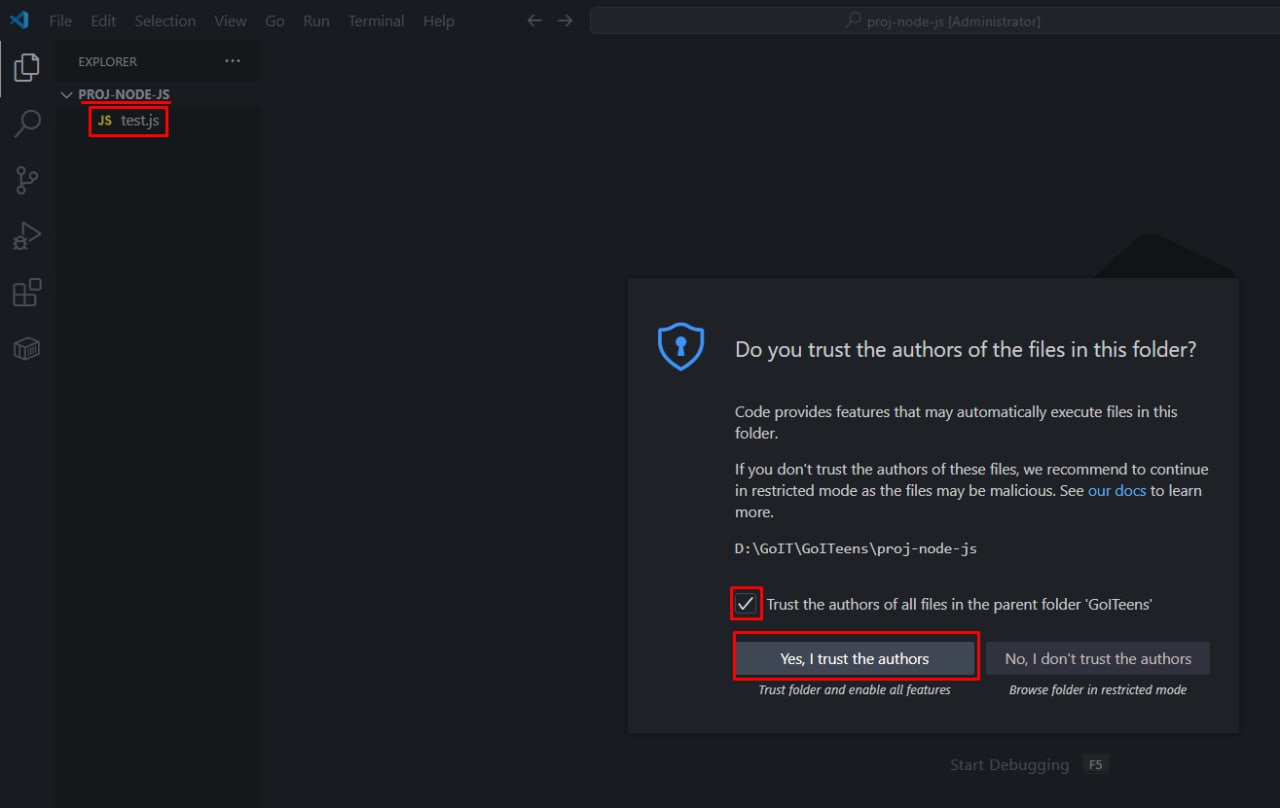 File Edit Selection View Go Run Terminal Help
proj-node-js [Administrator]
EXPLORER
PROJ-NODE-JS
JS test.js
Do you trust the authors of the files in this folder?
Code provides features that may automatically execute files in this
folder.
If you don't trust the authors of these files, we recommend to continue
in restricted mode as the files may be malicious. See our docs to learn
more.
D:\GoIT\GoITeens\proj-node-js
Trust the authors of all files in the parent folder 'GoITeens'
Yes, I trust the authors
No, I don't trust the authors
Trust folder and enable all features
Browse folder in restricted mode
Start Debugging F5